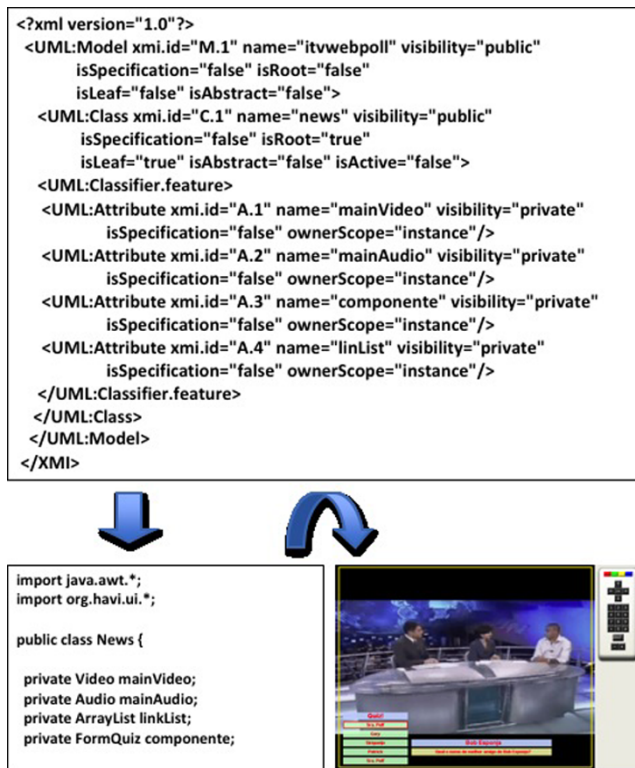 <?xml version="1.0"?>
<UML:Model xmi.id="M.1" name="itvwebpoll" visibility="public"
isSpecification="false" isRoot="false"
isLeaf="false" isAbstract="false">
<UML:Class xmi.id="C.1" name="news" visibility="public"
isSpecification="false" isRoot="true"
isLeaf="true" isAbstract="false" isActive="false">
<UML:Classifier.feature>
<UML:Attribute xmi.id="A.1" name="mainVideo" visibility="private"
isSpecification="false" ownerScope="instance"/>
<UML:Attribute xmi.id="A.2" name="mainAudio" visibility="private"
isSpecification="false" ownerScope="instance"/>
<UML:Attribute xmi.id="A.3" name="componente" visibility="private"
isSpecification="false" ownerScope="instance"/>
<UML:Attribute xmi.id="A.4" name="linList" visibility="private"
isSpecification="false" ownerScope="instance"/>
</UML:Classifier.feature>
</UML:Class>
</UML:Model>
</XMI>
import java.awt.*;
import org.havi.ui.*;
public class News {
private Video mainVideo;
private Audio mainAudio;
private ArrayList linkList;
private FormQuiz componente;
Quiz!
Bob Esponja